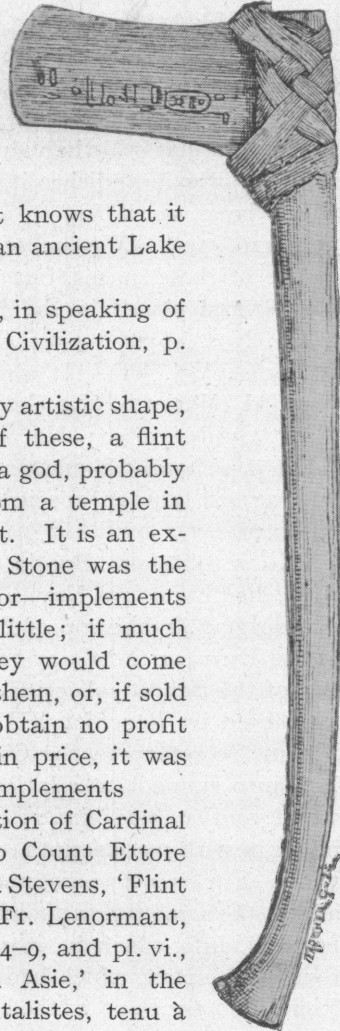 t knows that it
an ancient Lake
, in speaking of
Civilization, p.
y artistic shape,
f these, a flint
a god, probably
om a temple in
t. It is an ex-
Stone was the
or—implements
little; if much
ey would come
them, or, if sold
obtain no profit
in price, it was
mplements
tion of Cardinal
o Count Ettore
Stevens, ‘Flint
Fr. Lenormant,
4–9, and pl. vi.,
Asie,’ in the
talistes, tenu à